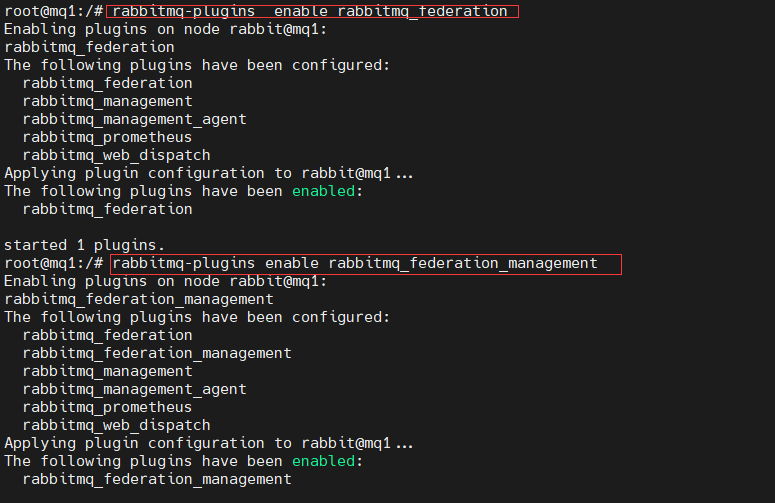 root@mq1:/# rabbitmq-plugins  enable rabbitmq_federation
Enabling plugins on node rabbit@mq1:
rabbitmq_federation
The following plugins have been configured:
  rabbitmq_federation
  rabbitmq_management
  rabbitmq_management_agent
  rabbitmq_prometheus
  rabbitmq_web_dispatch
Applying plugin configuration to rabbit@mq1...
The following plugins have been enabled:
  rabbitmq_federation

started 1 plugins.
root@mq1:/# rabbitmq-plugins enable rabbitmq_federation_management
Enabling plugins on node rabbit@mq1:
rabbitmq_federation_management
The following plugins have been configured:
  rabbitmq_federation
  rabbitmq_federation_management
  rabbitmq_management
  rabbitmq_management_agent
  rabbitmq_prometheus
  rabbitmq_web_dispatch
Applying plugin configuration to rabbit@mq1...
The following plugins have been enabled:
  rabbitmq_federation_management